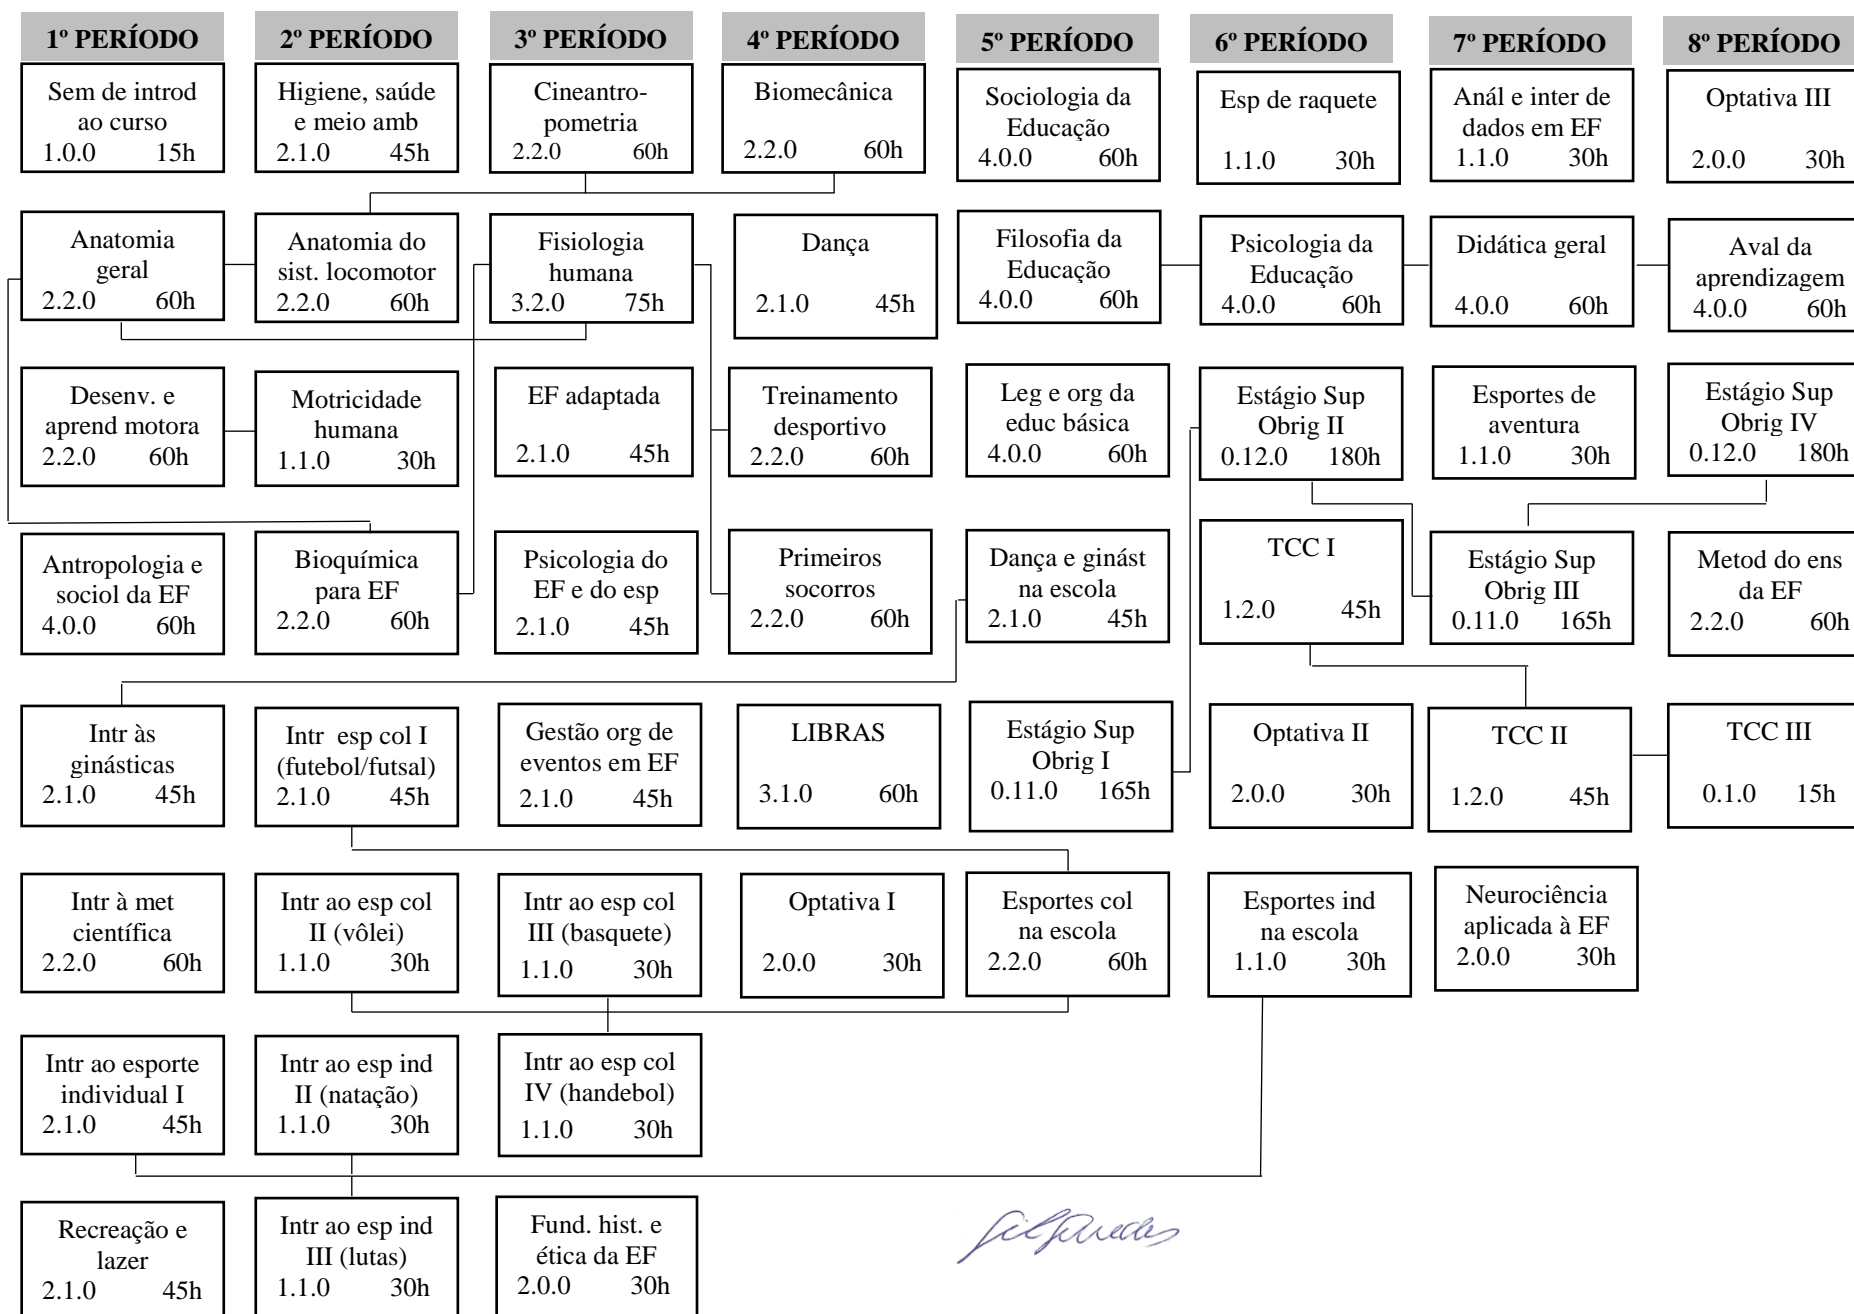 1º PERÍODO 2º PERÍODO 3º PERÍODO 4º PERÍODO 5º PERÍODO 6º PERÍODO 7º PERÍODO 8º PERÍODO
Sem de introd
ao curso
1.0.0 15h
Higiene, saúde
e meio amb
2.1.0 45h
Cineantro-
pometria
2.2.0 60h
Biomecânica
2.2.0 60h
Sociologia da
Educação
4.0.0 60h
Esp de raquete
1.1.0 30h
Anál e inter de
dados em EF
1.1.0 30h
Optativa III
2.0.0 30h
Anatomia
geral
2.2.0 60h
Anatomia do
sist. locomotor
2.2.0 60h
Fisiologia
humana
3.2.0 75h
Dança
2.1.0 45h
Filosofia da
Educação
4.0.0 60h
Psicologia da
Educação
4.0.0 60h
Didática geral
4.0.0 60h
Aval da
aprendizagem
4.0.0 60h
Desenv. e
aprend motora
2.2.0 60h
Motricidade
humana
1.1.0 30h
EF adaptada
2.1.0 45h
Treinamento
desportivo
2.2.0 60h
Leg e org da
educ básica
4.0.0 60h
Estágio Sup
Obrig II
0.12.0 180h
Esportes de
aventura
1.1.0 30h
Estágio Sup
Obrig IV
0.12.0 180h
Antropologia e
sociol da EF
4.0.0 60h
Bioquímica
para EF
2.2.0 60h
Psicologia do
EF e do esp
2.1.0 45h
Primeiros
socorros
2.2.0 60h
Dança e ginást
na escola
2.1.0 45h
TCC I
1.2.0 45h
Estágio Sup
Obrig III
0.11.0 165h
Metod do ens
da EF
2.2.0 60h
Intr às
ginásticas
2.1.0 45h
Intr esp col I
(futebol/futsal)
2.1.0 45h
Gestão org de
eventos em EF
2.1.0 45h
LIBRAS
3.1.0 60h
Estágio Sup
Obrig I
0.11.0 165h
Optativa II
2.0.0 30h
TCC II
1.2.0 45h
TCC III
0.1.0 15h
Intr à met
científica
2.2.0 60h
Intr ao esp col
II (vôlei)
1.1.0 30h
Intr ao esp col
III (basquete)
1.1.0 30h
Optativa I
2.0.0 30h
Esportes col
na escola
2.2.0 60h
Esportes ind
na escola
1.1.0 30h
Neurociência
aplicada à EF
2.0.0 30h
Intr ao esporte
individual I
2.1.0 45h
Intr ao esp ind
II (natação)
1.1.0 30h
Intr ao esp col
IV (handebol)
1.1.0 30h
Recreação e
lazer
2.1.0 45h
Intr ao esp ind
III (lutas)
1.1.0 30h
Fund. hist. e
ética da EF
2.0.0 30h